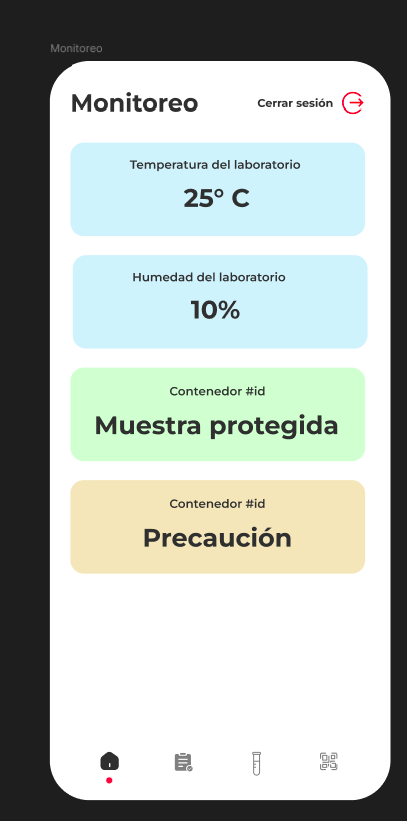 Monitoreo
Monitoreo
Cerrar sesión
Temperatura del laboratorio
25° C
Humedad del laboratorio
10%
Contenedor #id
Muestra protegida
Contenedor #id
Precaución